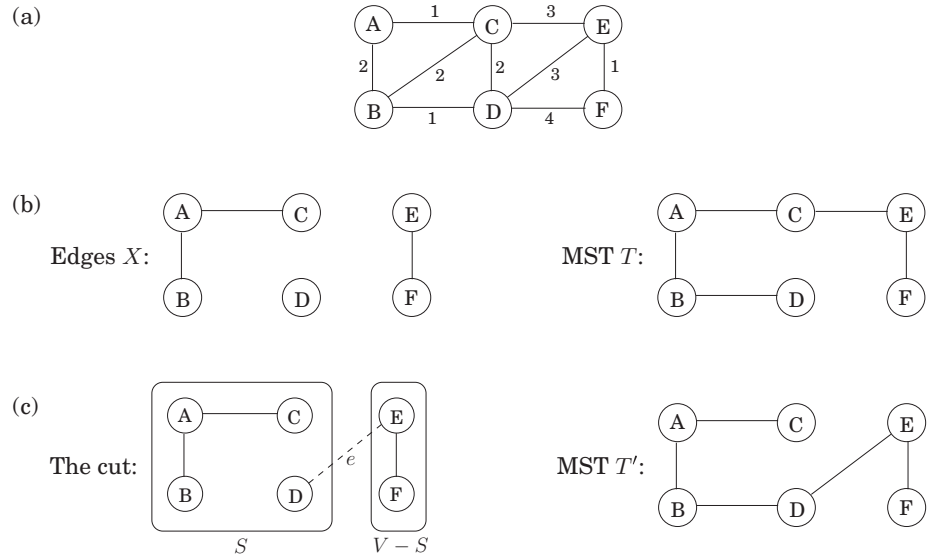 (a)
A 1 C 3 E
2 2 2 3 1
B 1 D 4 F
(b)
A C E
Edges X:
B D F
A C E
MST T:
B D F
(c)
A C E
The cut:
e
B D F
S V − S
A C E
MST T′:
B D F